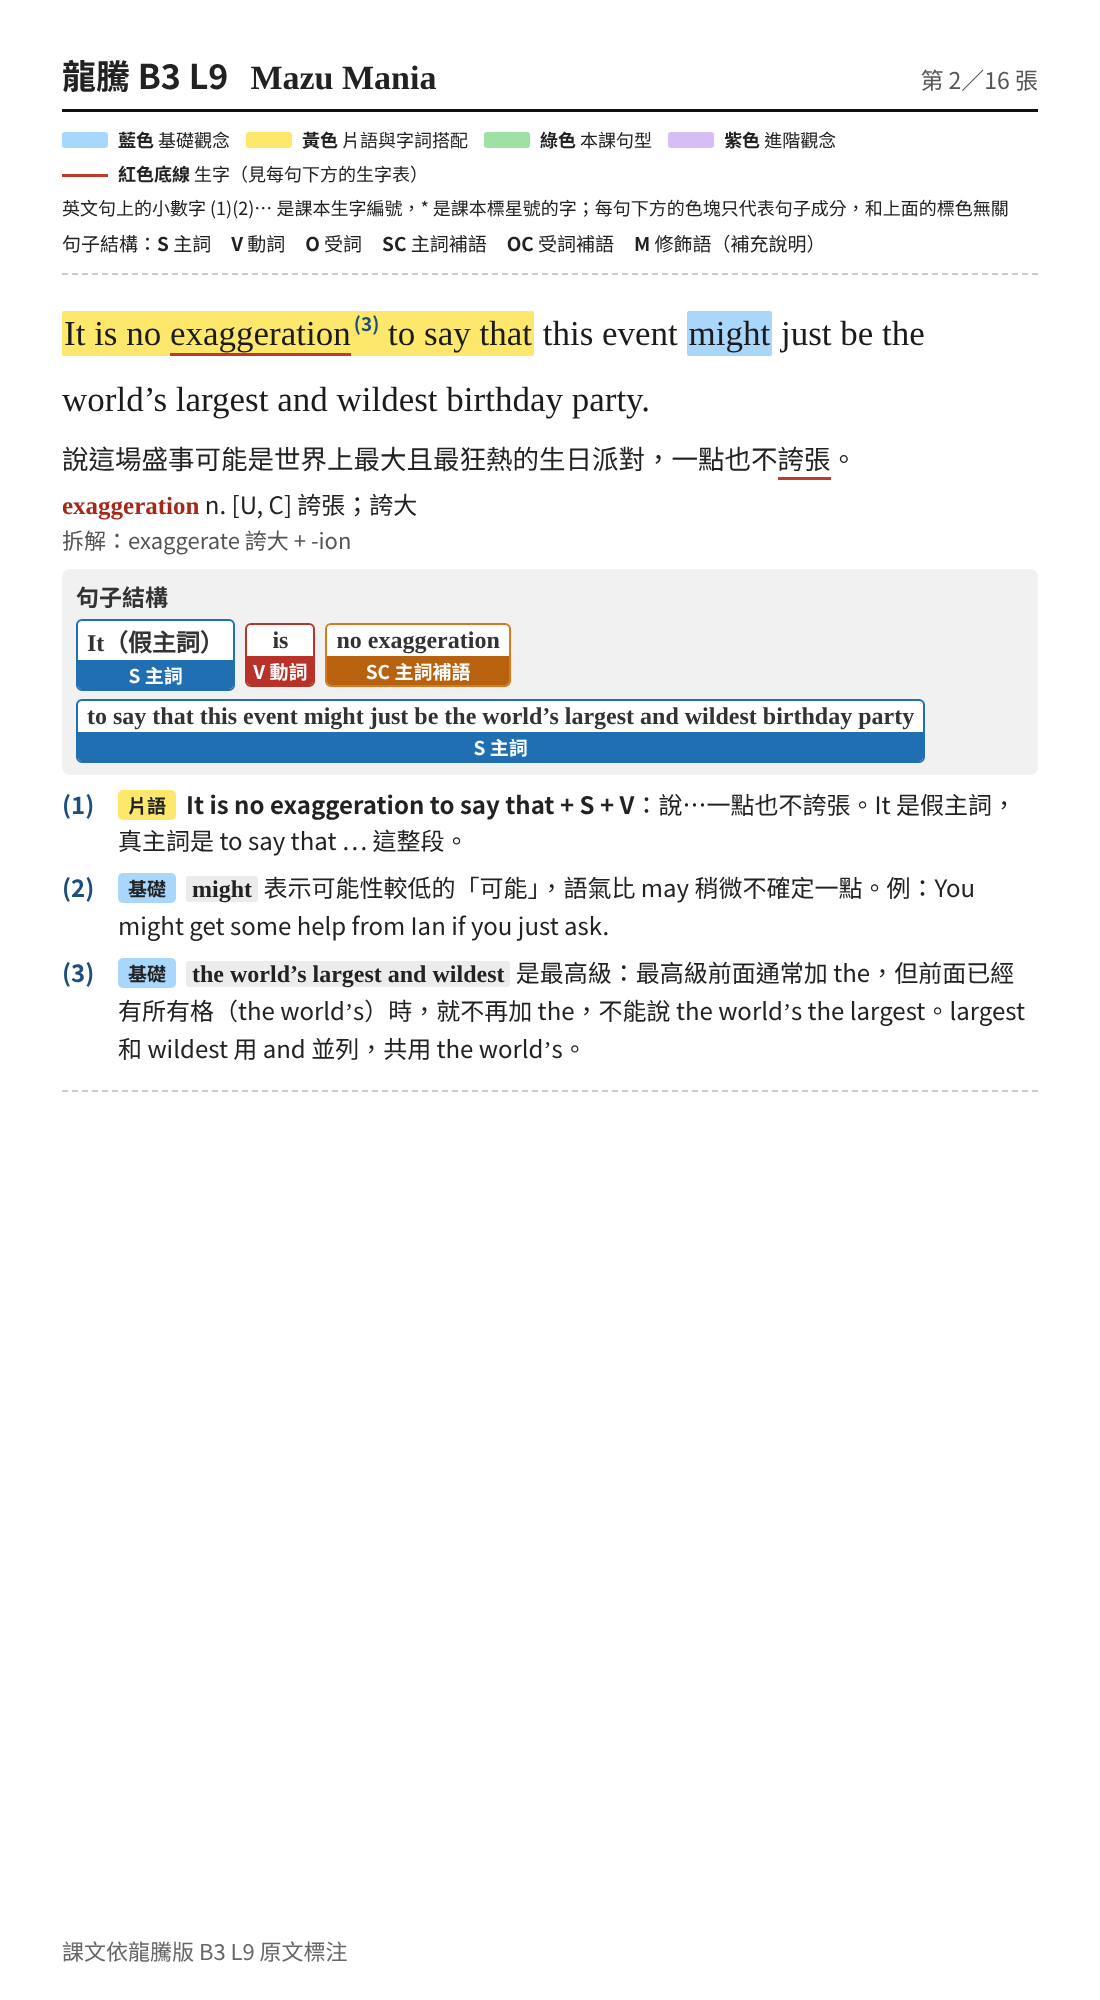 龍騰 B3 L9 Mazu Mania
第 2／16 張
藍色 基礎觀念 黃色 片語與字詞搭配 綠色 本課句型 紫色 進階觀念
紅色底線 生字（見每句下方的生字表）
英文句上的小數字 (1)(2)⋯ 是課本生字編號，* 是課本標星號的字；每句下方的色塊只代表句子成分，和上面的標色無關
句子結構：S 主詞 V 動詞 O 受詞 SC 主詞補語 OC 受詞補語 M 修飾語（補充說明）
It is no exaggeration(3) to say that this event might just be the
world’s largest and wildest birthday party.
說這場盛事可能是世界上最大且最狂熱的生日派對，一點也不誇張。
exaggeration n. [U, C] 誇張；誇大
拆解：exaggerate 誇大 + -ion
句子結構
It（假主詞） is no exaggeration
S 主詞 V 動詞 SC 主詞補語
to say that this event might just be the world’s largest and wildest birthday party
S 主詞
(1) 片語 It is no exaggeration to say that + S + V：說⋯一點也不誇張。It 是假主詞，
真主詞是 to say that … 這整段。
(2) 基礎 might 表示可能性較低的「可能」，語氣比 may 稍微不確定一點。例：You
might get some help from Ian if you just ask.
(3) 基礎 the world’s largest and wildest 是最高級：最高級前面通常加 the，但前面已經
有所有格（the world’s）時，就不再加 the，不能說 the world’s the largest。largest
和 wildest 用 and 並列，共用 the world’s。
課文依龍騰版 B3 L9 原文標注